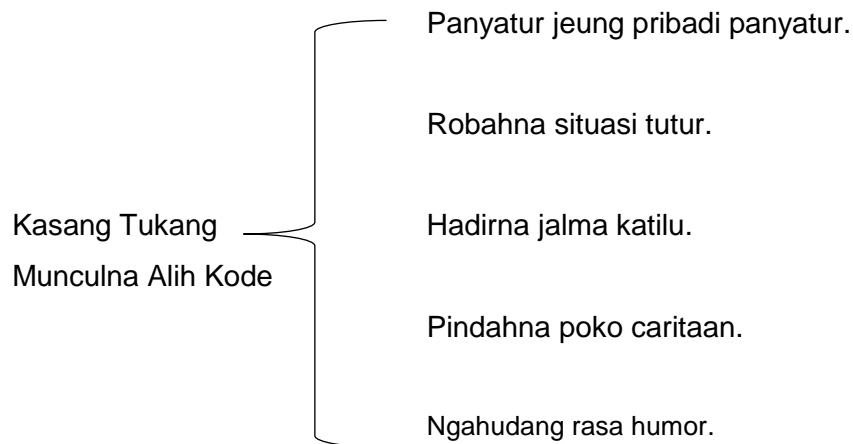 Panyatur jeung pribadi panyatur.
Robahna situasi tutur.
Kasang Tukang
Munculna Alih Kode
Hadirna jalma katilu.
Pindahna poko caritaan.
Ngahudang rasa humor.